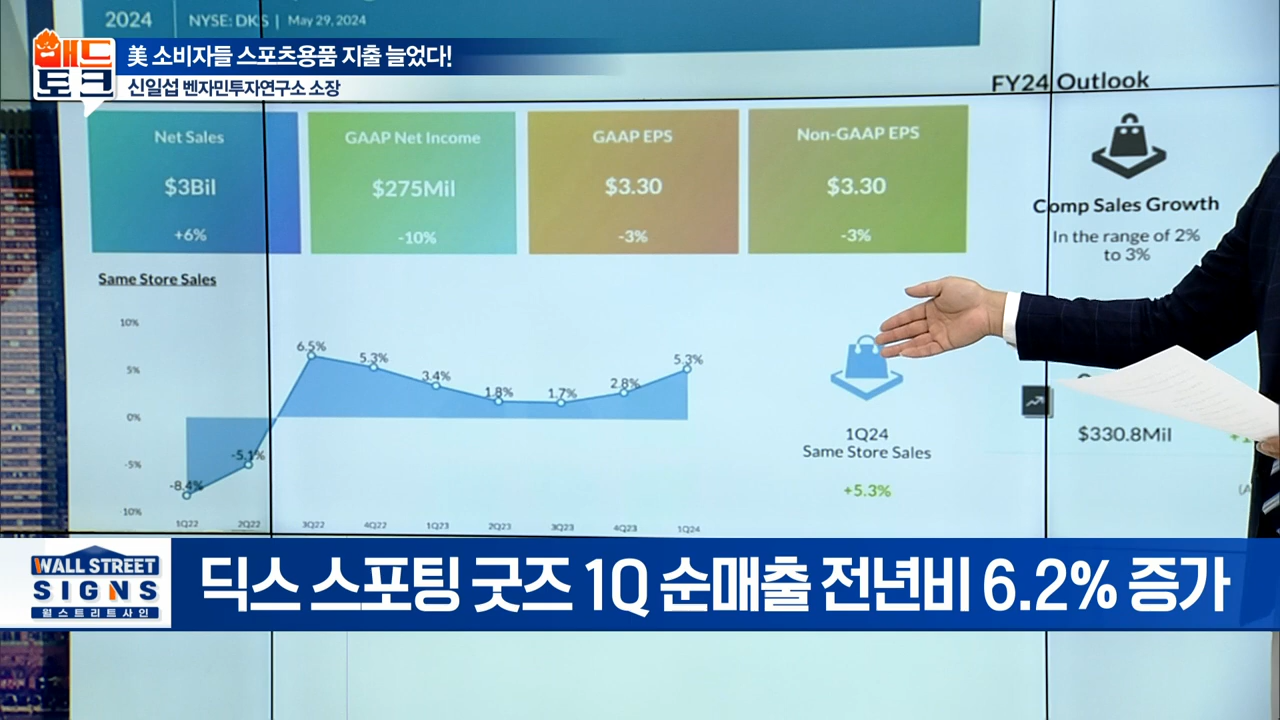 2024
NYSE: DKS | May 29, 2024
매드
토크
美 소비자들 스포츠용품 지출 늘었다!
신일섭 벤자민투자연구소 소장
FY24 Outlook
Net Sales
$3Bil
+6%
GAAP Net Income
$275Mil
-10%
GAAP EPS
$3.30
-3%
Non-GAAP EPS
$3.30
-3%
Comp Sales Growth
In the range of 2%
to 3%
Same Store Sales
10%
5%
0%
-5%
-10%
-8.4%
-5.1%
6.5%
5.3%
3.4%
1.8%
1.7%
2.8%
5.3%
1Q22
2Q22
3Q22
4Q22
1Q23
2Q23
3Q23
4Q23
1Q24
1Q24
Same Store Sales
+5.3%
$330.8Mil
WALL STREET
SIGNS
월스트리트사인
딕스 스포팅 굿즈 1Q 순매출 전년비 6.2% 증가